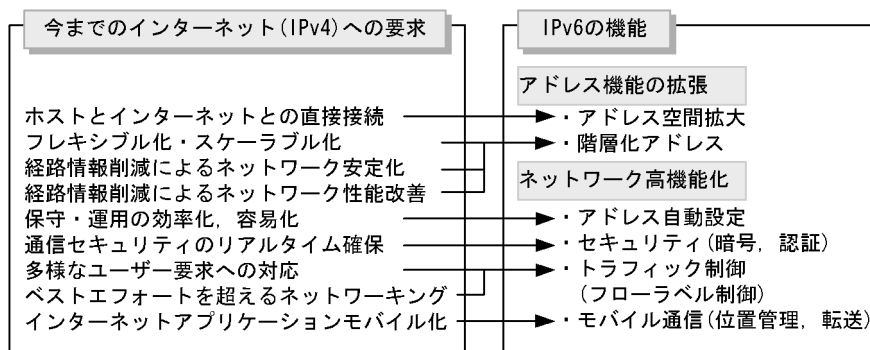 今までのインターネット(IPv4)への要求
ホストとインターネットとの直接接続
フレキシブル化・スケーラブル化
経路情報削減によるネットワーク安定化
経路情報削減によるネットワーク性能改善
保守・運用の効率化,容易化
通信セキュリティのリアルタイム確保
多様なユーザー要求への対応
ベストエフォートを超えるネットワーキング
インターネットアプリケーションモバイル化
IPv6の機能
アドレス機能の拡張
・アドレス空間拡大
・階層化アドレス
ネットワーク高機能化
・アドレス自動設定
・セキュリティ(暗号,認証)
・トラフィック制御
(フローラベル制御)
・モバイル通信(位置管理,転送)